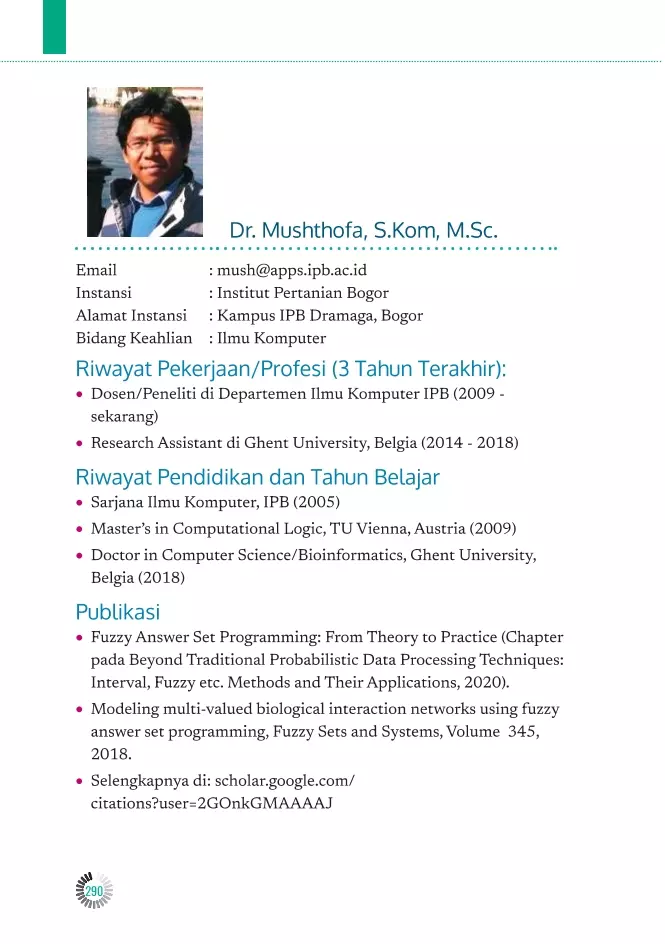 Dr. Mushthofa, S.Kom, M.Sc.
Email : mush@apps.ipb.ac.id
Instansi : Institut Pertanian Bogor
Alamat Instansi : Kampus IPB Dramaga, Bogor
Bidang Keahlian : Ilmu Komputer
Riwayat Pekerjaan/Profesi (3 Tahun Terakhir):
• Dosen/Peneliti di Departemen Ilmu Komputer IPB (2009 -
sekarang)
• Research Assistant di Ghent University, Belgia (2014 - 2018)
Riwayat Pendidikan dan Tahun Belajar
• Sarjana Ilmu Komputer, IPB (2005)
• Master’s in Computational Logic, TU Vienna, Austria (2009)
• Doctor in Computer Science/Bioinformatics, Ghent University,
Belgia (2018)
Publikasi
• Fuzzy Answer Set Programming: From Theory to Practice (Chapter
pada Beyond Traditional Probabilistic Data Processing Techniques:
Interval, Fuzzy etc. Methods and Their Applications, 2020).
• Modeling multi-valued biological interaction networks using fuzzy
answer set programming, Fuzzy Sets and Systems, Volume 345,
2018.
• Selengkapnya di: scholar.google.com/
citations?user=2GOnkGMAAAAJ
290